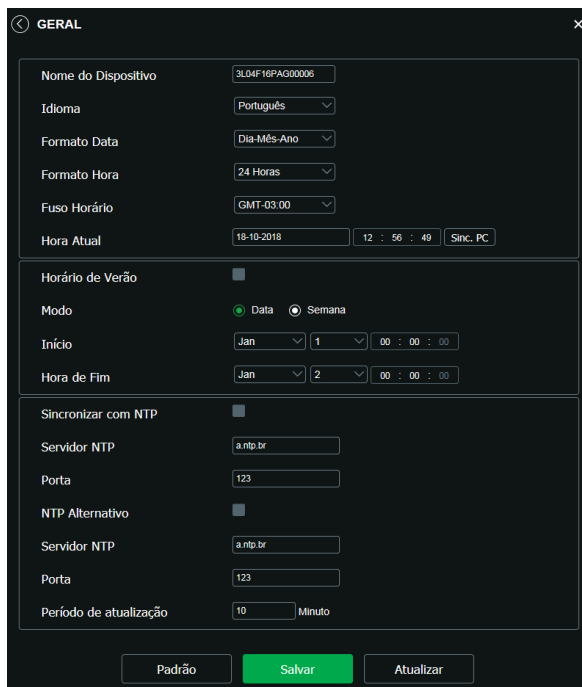 GERAL
Nome do Dispositivo 3L04F16PAG00006
Idioma Português
Formato Data Dia-Mês-Ano
Formato Hora 24 Horas
Fuso Horário GMT-03:00
Hora Atual 18-10-2018 12 : 56 : 49 Sinc. PC
Horário de Verão
Modo Data Semana
Início Jan 1 00 : 00 : 00
Hora de Fim Jan 2 00 : 00 : 00
Sincronizar com NTP
Servidor NTP a.ntp.br
Porta 123
NTP Alternativo
Servidor NTP a.ntp.br
Porta 123
Período de atualização 10 Minuto
Padrão Salvar Atualizar